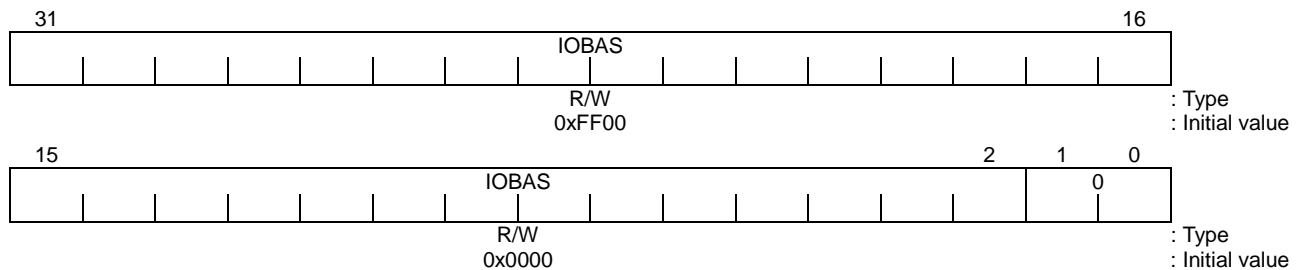 31 16
IOBAS
R/W : Type
0xFF00 : Initial value
15 2 1 0
IOBAS 0
R/W : Type
0x0000 : Initial value